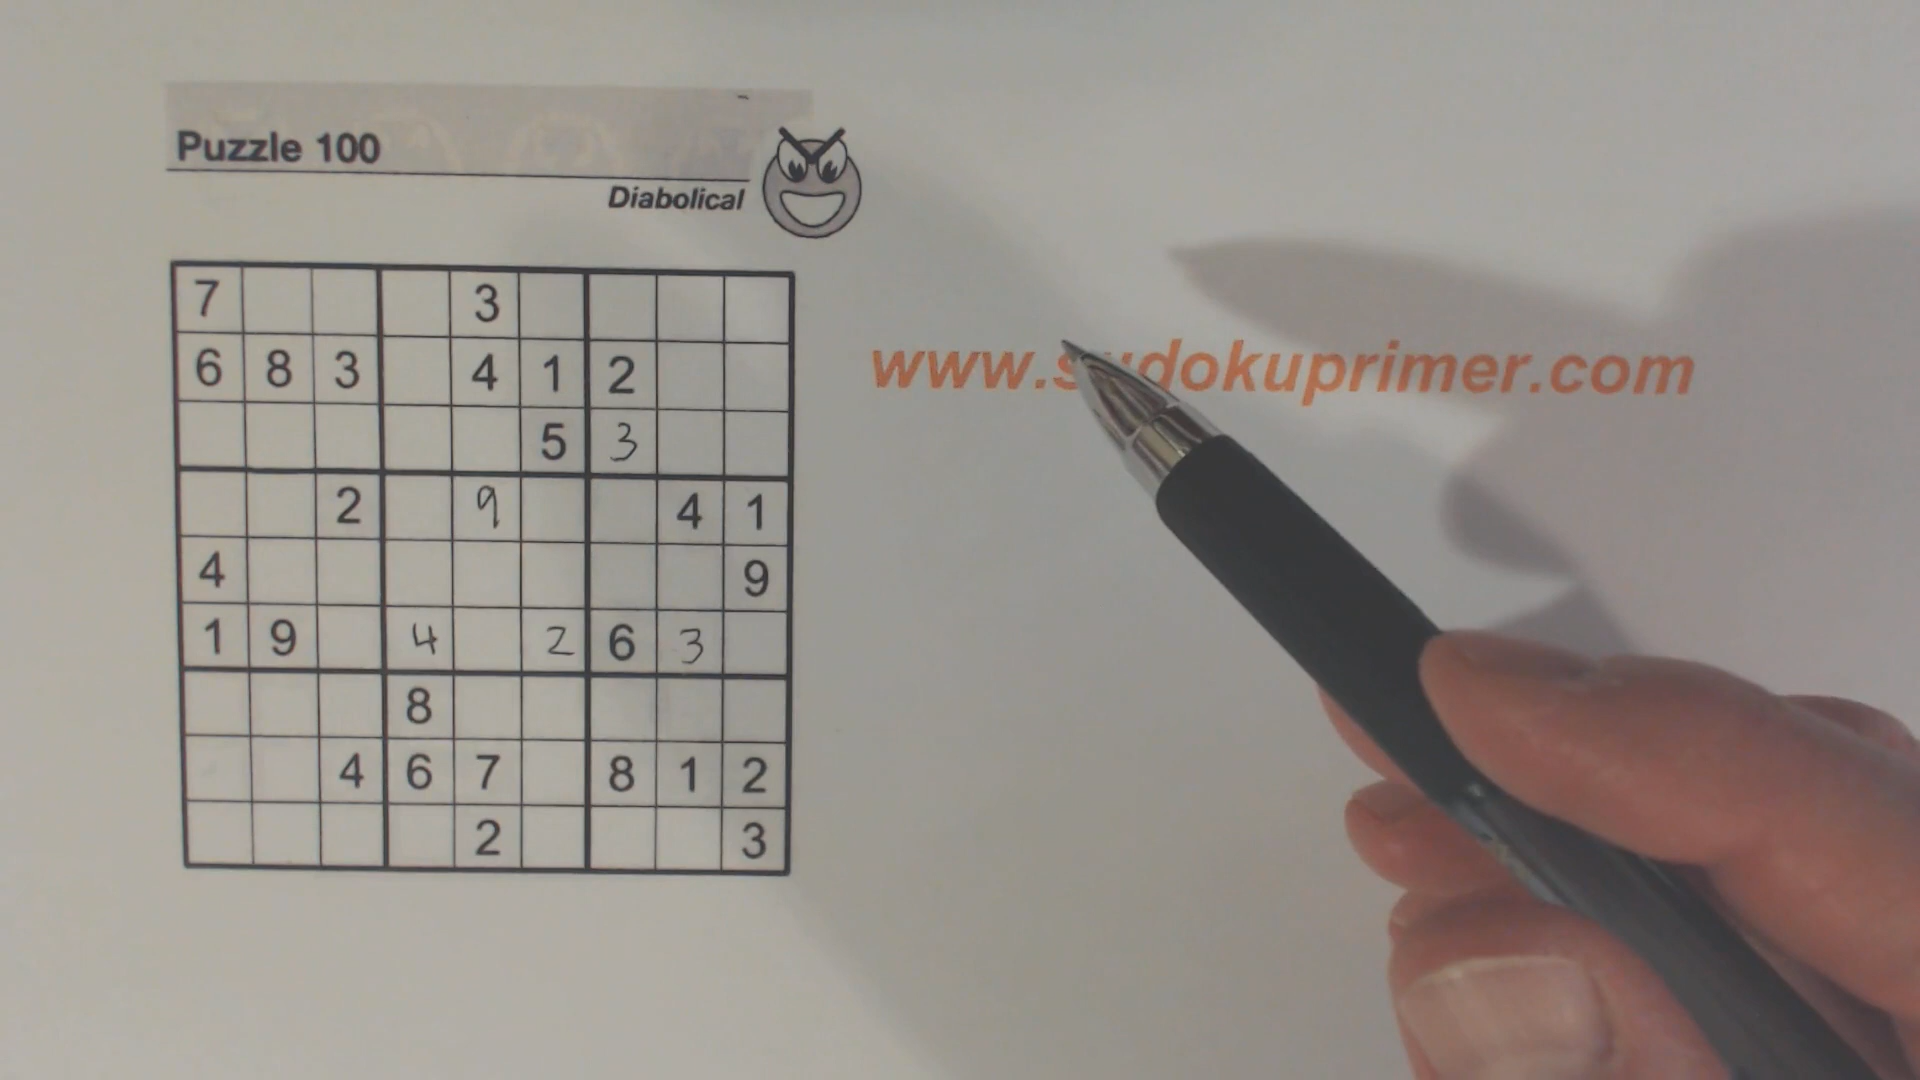 Puzzle 100
Diabolical
7 3
6 8 3 4 1 2
5 3
2 9 4 1
4 9
1 9 4 2 6 3
8
4 6 7 8 1 2
2 3